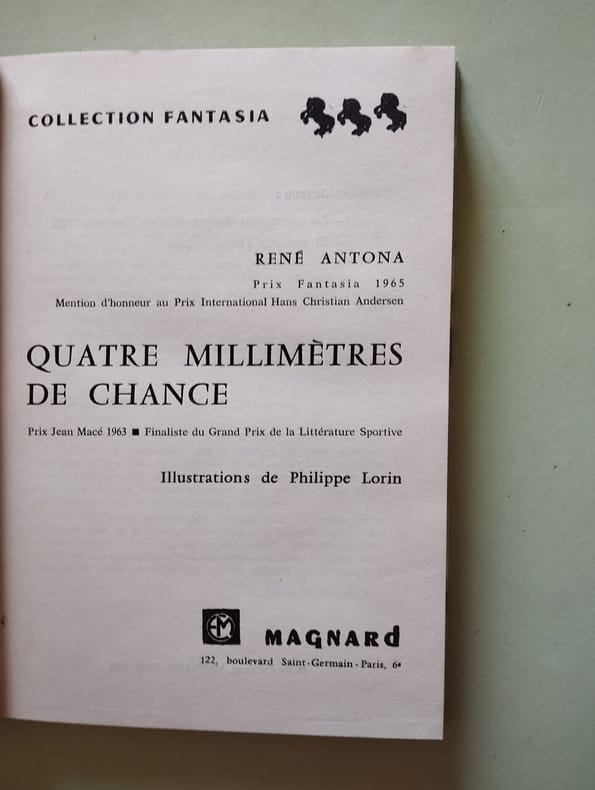 COLLECTION FANTASIA
RENÉ ANTONA
Prix Fantasia 1965
Mention d'honneur au Prix International Hans Christian Andersen
QUATRE MILLIMÈTRES
DE CHANCE
Prix Jean Macé 1963 ■ Finaliste du Grand Prix de la Littérature Sportive
Illustrations de Philippe Lorin
MAGNARd
122, boulevard Saint-Germain - Paris, 6e